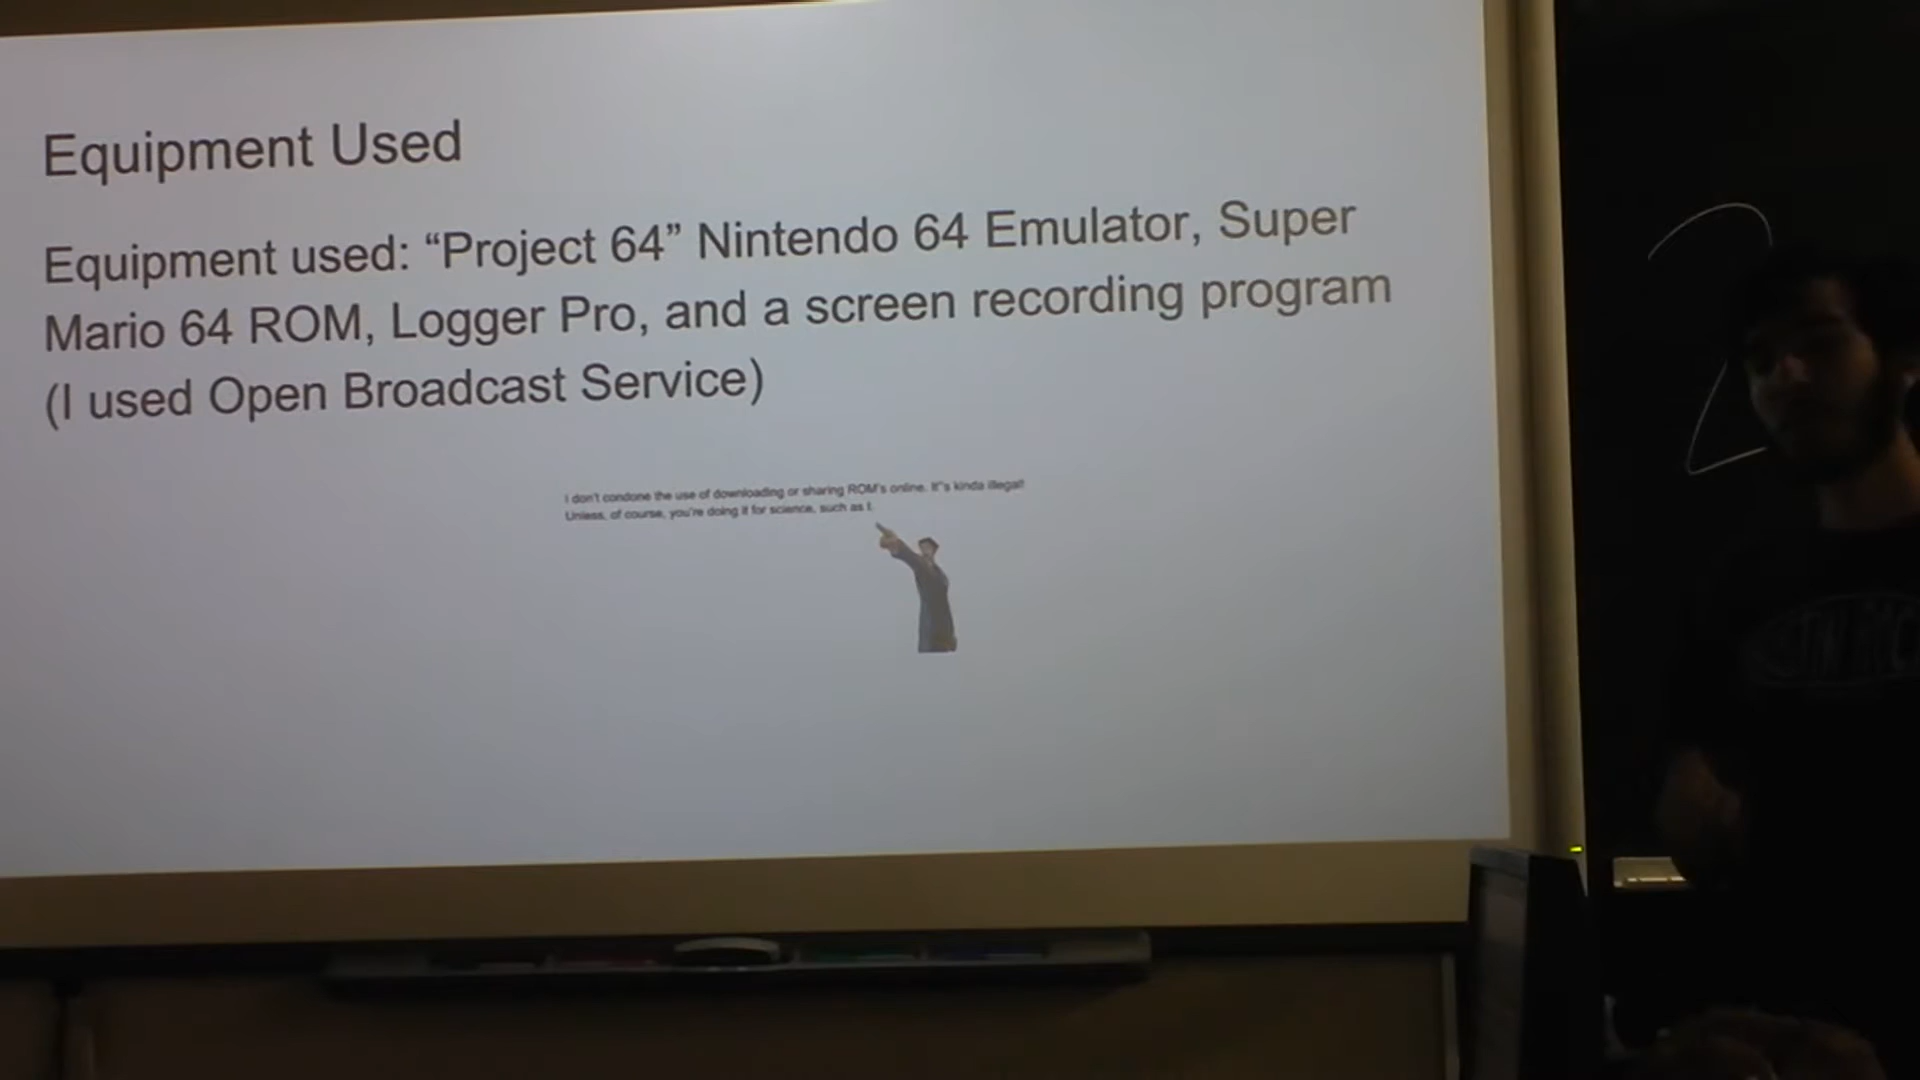 Equipment Used
Equipment used: “Project 64” Nintendo 64 Emulator, Super
Mario 64 ROM, Logger Pro, and a screen recording program
(I used Open Broadcast Service)
I don't condone the use of downloading or sharing ROM's online. It"s kinda illegal!
Unless, of course, you're doing it for science, such as I.